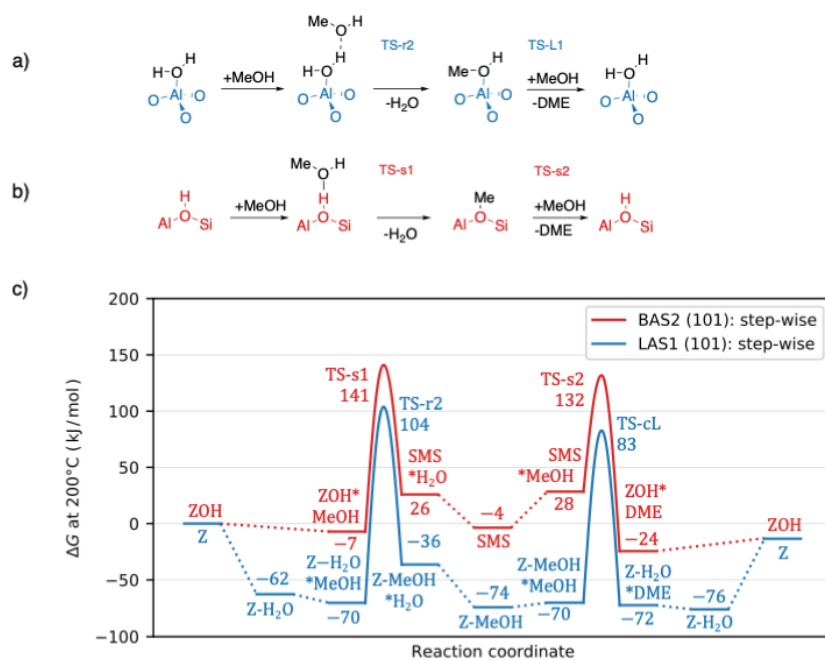 a)
Me O H
H
H O
Al
O O
O
+MeOH
H
H O
Al
O O
O
TS-r2
-H₂O
H
Me O
Al
O O
O
TS-L1
+MeOH
-DME
H
H O
Al
O O
O
b)
H
O
Al Si
+MeOH
Me O H
H
O
Al Si
TS-s1
-H₂O
Me
O
Al Si
TS-s2
+MeOH
-DME
H
O
Al Si
c)
ΔG at 200°C (kJ/mol)
200
150
100
50
0
−50
−100
BAS2 (101): step-wise
LAS1 (101): step-wise
ZOH
Z
−62
Z-H₂O
ZOH*
MeOH
−7
Z−H₂O
*MeOH
−70
TS-s1
141
TS-r2
104
SMS
*H₂O
26
−36
Z-MeOH
*H₂O
−4
SMS
−74
Z-MeOH
SMS
*MeOH
28
Z-MeOH
*MeOH
−70
TS-s2
132
TS-cL
83
ZOH*
DME
−24
Z-H₂O
*DME
−72
−76
Z-H₂O
ZOH
Z
Reaction coordinate